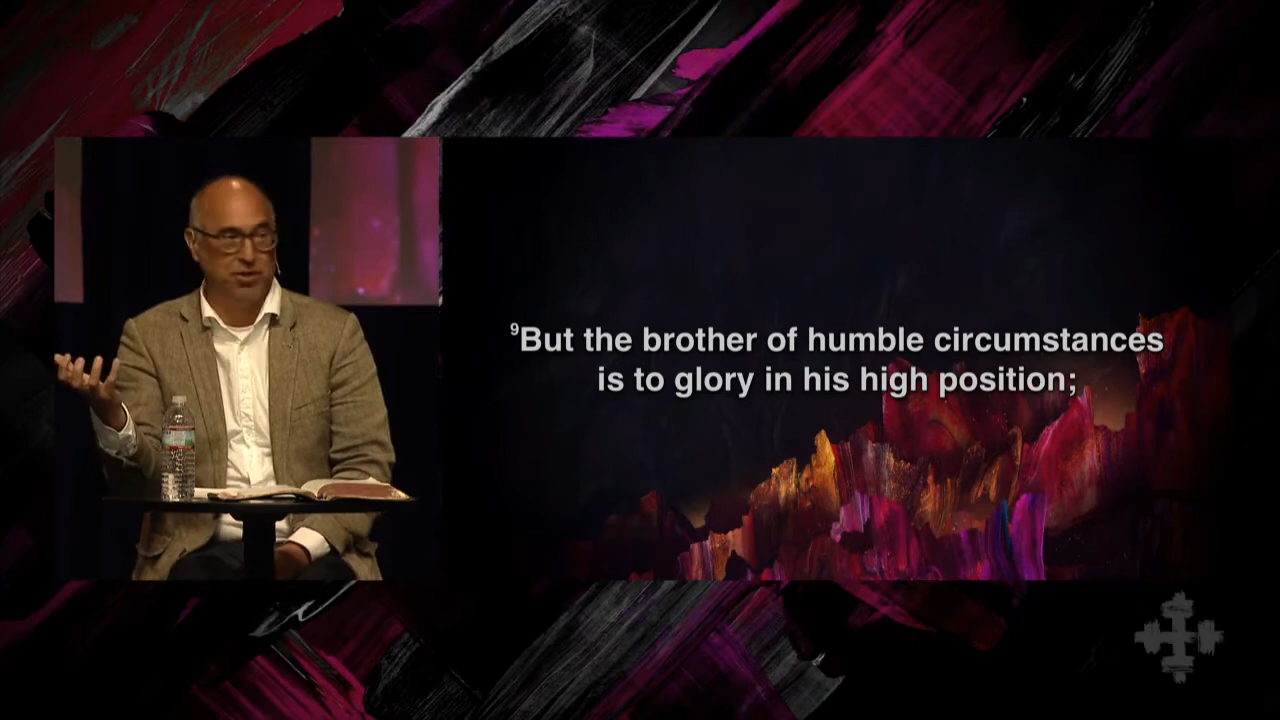 ⁹But the brother of humble circumstances
is to glory in his high position;